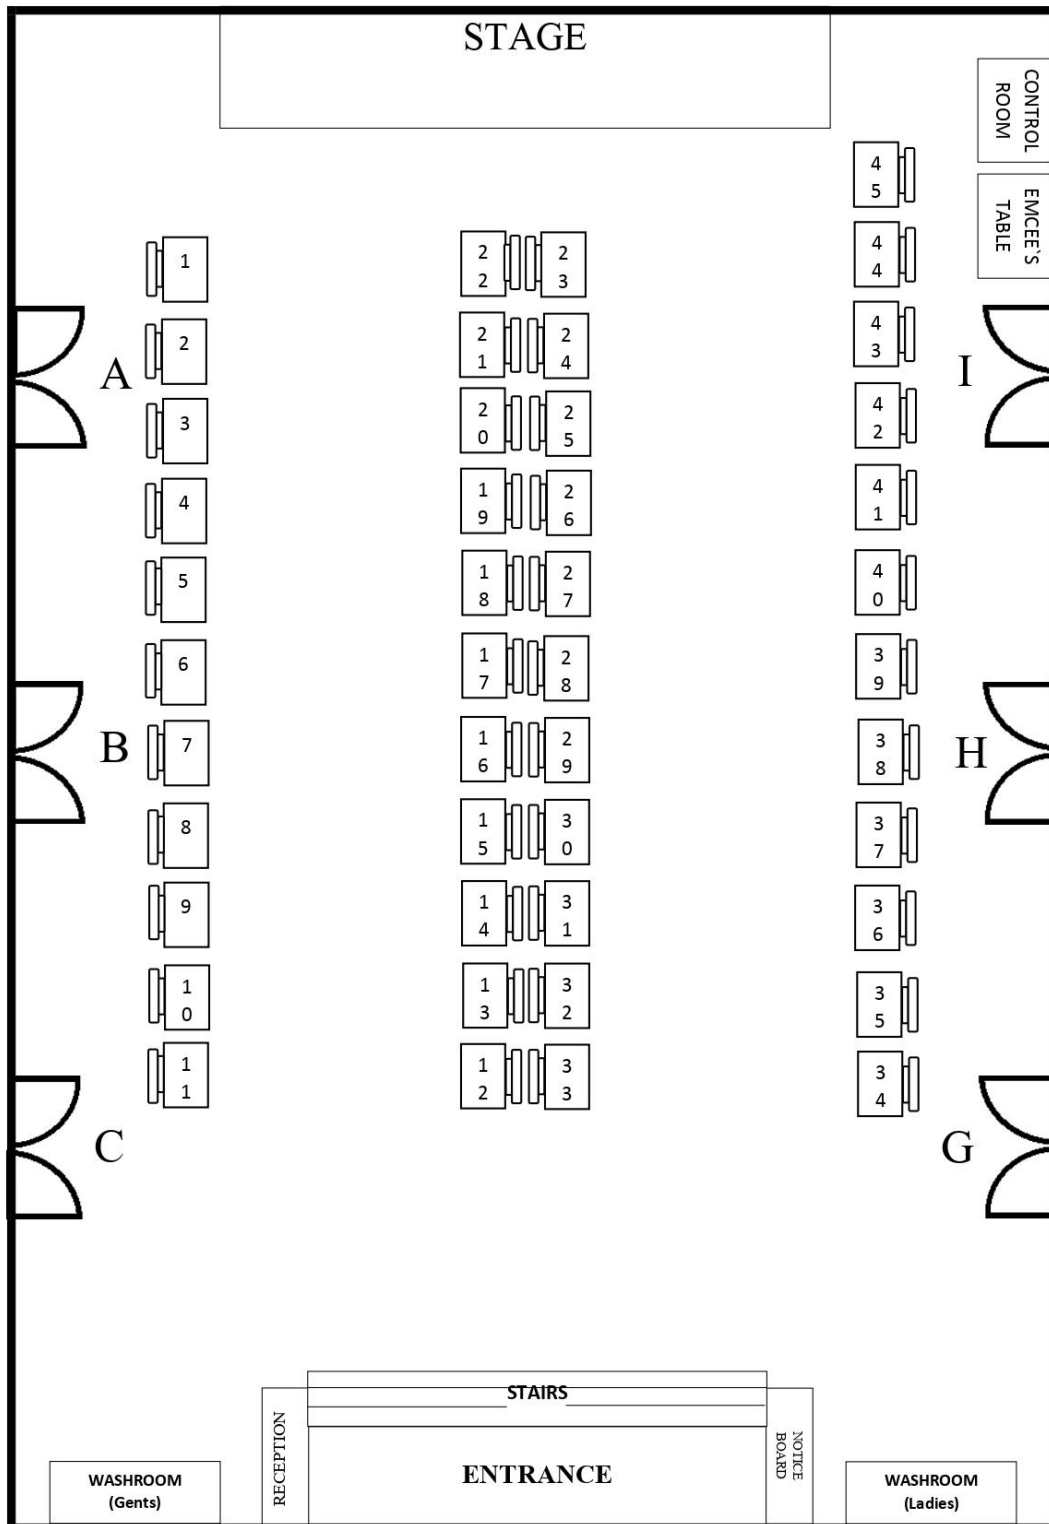 STAGE
CONTROL
ROOM
EMCEE`S
TABLE
45
1
22
23
44
A
2
21
24
43
I
3
20
25
42
4
19
26
41
5
18
27
40
6
17
28
39
B
7
16
29
38
H
8
15
30
37
9
14
31
36
10
13
32
35
11
12
33
34
C
G
STAIRS
RECEPTION
ENTRANCE
NOTICE
BOARD
WASHROOM
(Gents)
WASHROOM
(Ladies)